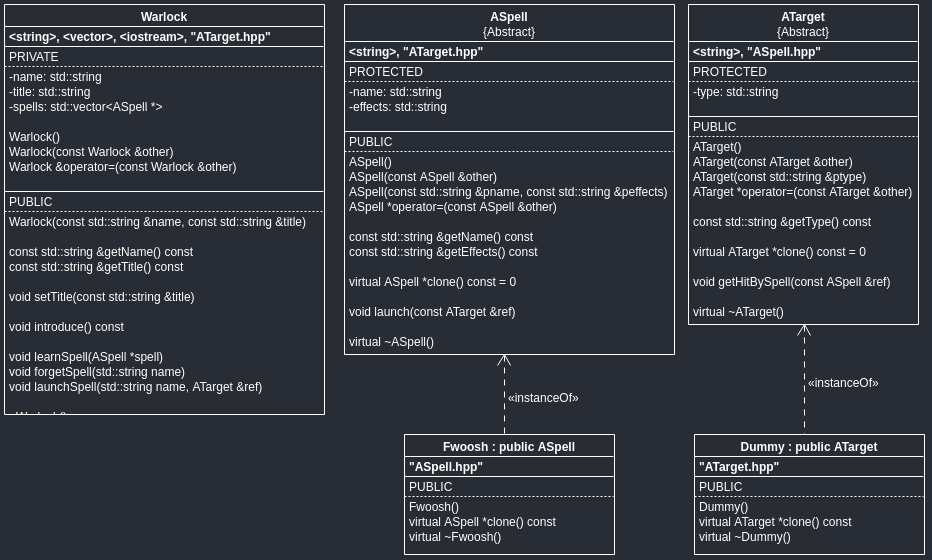 Warlock
<string>, <vector>, <iostream>, "ATarget.hpp"
PRIVATE
-name: std::string
-title: std::string
-spells: std::vector<ASpell *>
Warlock()
Warlock(const Warlock &other)
Warlock &operator=(const Warlock &other)
PUBLIC
Warlock(const std::string &name, const std::string &title)
const std::string &getName() const
const std::string &getTitle() const
void setTitle(const std::string &title)
void introduce() const
void learnSpell(ASpell *spell)
void forgetSpell(std::string name)
void launchSpell(std::string name, ATarget &ref)
ASpell
{Abstract}
<string>, "ATarget.hpp"
PROTECTED
-name: std::string
-effects: std::string
PUBLIC
ASpell()
ASpell(const ASpell &other)
ASpell(const std::string &pname, const std::string &peffects)
ASpell *operator=(const ASpell &other)
const std::string &getName() const
const std::string &getEffects() const
virtual ASpell *clone() const = 0
void launch(const ATarget &ref)
virtual ~ASpell()
ATarget
{Abstract}
<string>, "ASpell.hpp"
PROTECTED
-type: std::string
PUBLIC
ATarget()
ATarget(const ATarget &other)
ATarget(const std::string &ptype)
ATarget *operator=(const ATarget &other)
const std::string &getType() const
virtual ATarget *clone() const = 0
void getHitBySpell(const ASpell &ref)
virtual ~ATarget()
«instanceOf»
«instanceOf»
Fwoosh : public ASpell
"ASpell.hpp"
PUBLIC
Fwoosh()
virtual ASpell *clone() const
virtual ~Fwoosh()
Dummy : public ATarget
"ATarget.hpp"
PUBLIC
Dummy()
virtual ATarget *clone() const
virtual ~Dummy()